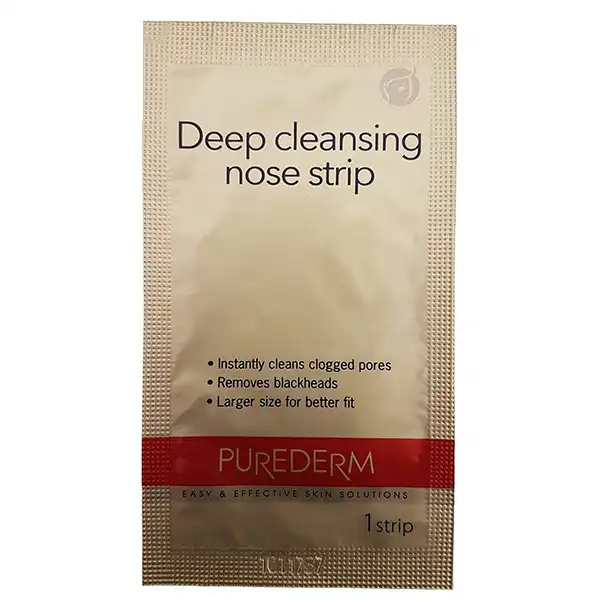 Deep cleansing
nose strip
• Instantly cleans clogged pores
• Removes blackheads
• Larger size for better fit
PUREDERM
EASY & EFFECTIVE SKIN SOLUTIONS
1 strip